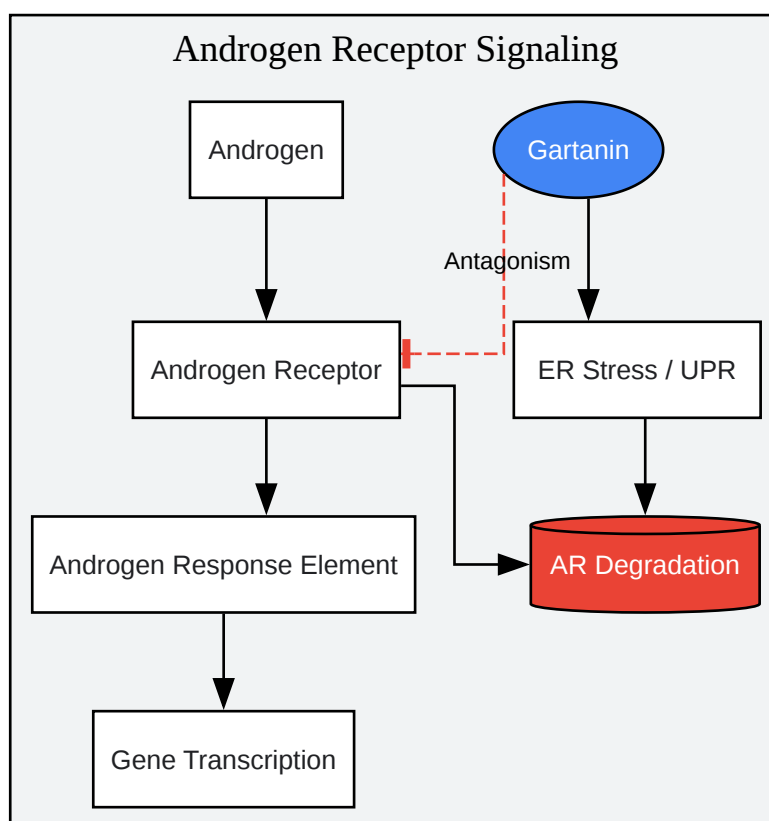 Androgen Receptor Signaling
Androgen
Gartanin
Antagonism
Androgen Receptor
ER Stress / UPR
Androgen Response Element
AR Degradation
Gene Transcription